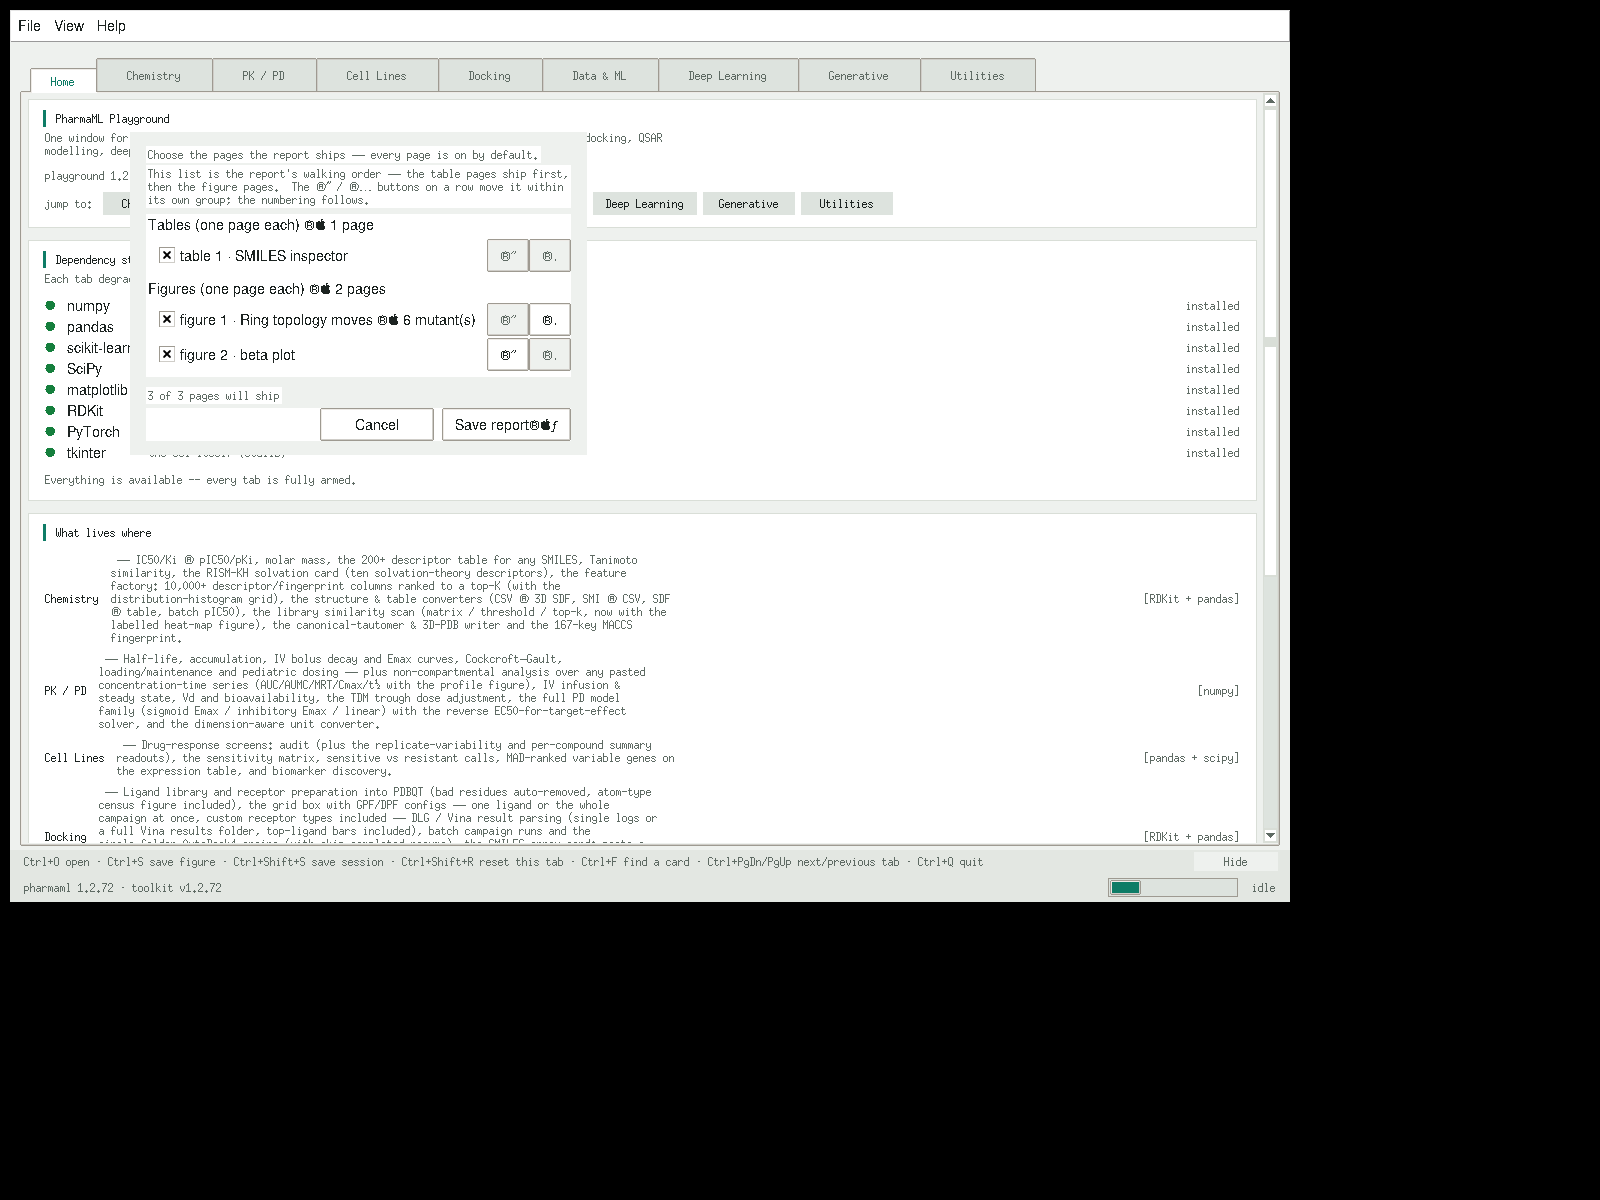 File View Help
Home Chemistry PK / PD Cell Lines Docking Data & ML Deep Learning Generative Utilities
PharmaML Playground
One window for docking, QSAR
modelling,
playground 1.2
jump to: Deep Learning Generative Utilities
Choose the pages the report ships — every page is on by default.
This list is the report's walking order — the table pages ship first,
then the figure pages. The ®˝ / ®… buttons on a row move it within
its own group; the numbering follows.
Tables (one page each) ® 1 page
table 1 · SMILES inspector ®˝ ®.
Figures (one page each) ® 2 pages
figure 1 · Ring topology moves ® 6 mutant(s) ®˝ ®.
figure 2 · beta plot ®˝ ®.
3 of 3 pages will ship
Cancel Save report®ƒ
Dependency
Each tab
numpy installed
pandas installed
scikit-learn installed
SciPy installed
matplotlib installed
RDKit installed
PyTorch installed
tkinter installed
Everything is available -- every tab is fully armed.
What lives where
Chemistry — IC50/Ki ® pIC50/pKi, molar mass, the 200+ descriptor table for any SMILES, Tanimoto
similarity, the RISM-KH solvation card (ten solvation-theory descriptors), the feature
factory: 10,000+ descriptor/fingerprint columns ranked to a top-K (with the
distribution-histogram grid), the structure & table converters (CSV ® 3D SDF, SMI ® CSV, SDF
® table, batch pIC50), the library similarity scan (matrix / threshold / top-k, now with the
labelled heat-map figure), the canonical-tautomer & 3D-PDB writer and the 167-key MACCS
fingerprint.
[RDKit + pandas]
PK / PD — Half-life, accumulation, IV bolus decay and Emax curves, Cockcroft–Gault,
loading/maintenance and pediatric dosing — plus non-compartmental analysis over any pasted
concentration-time series (AUC/AUMC/MRT/Cmax/t½ with the profile figure), IV infusion &
steady state, Vd and bioavailability, the TDM trough dose adjustment, the full PD model
family (sigmoid Emax / inhibitory Emax / linear) with the reverse EC50-for-target-effect
solver, and the dimension-aware unit converter.
[numpy]
Cell Lines — Drug-response screens: audit (plus the replicate-variability and per-compound summary
readouts), the sensitivity matrix, sensitive vs resistant calls, MAD-ranked variable genes on
the expression table, and biomarker discovery.
[pandas + scipy]
Docking — Ligand library and receptor preparation into PDBQT (bad residues auto-removed, atom-type
census figure included), the grid box with GPF/DPF configs — one ligand or the whole
campaign at once, custom receptor types included — DLG / Vina result parsing (single logs or
a full Vina results folder, top-ligand bars included), batch campaign runs and the
[RDKit + pandas]
Ctrl+O open · Ctrl+S save figure · Ctrl+Shift+S save session · Ctrl+Shift+R reset this tab · Ctrl+F find a card · Ctrl+PgDn/PgUp next/previous tab · Ctrl+Q quit Hide
pharmaml 1.2.72 · toolkit v1.2.72 idle